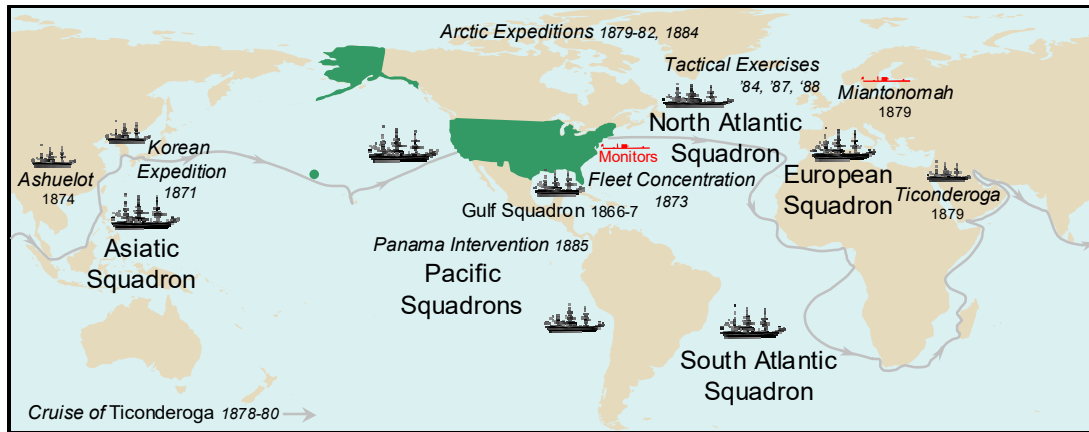 Arctic Expeditions 1879-82, 1884
Tactical Exercises
'84, '87, '88
Miantonomah
1879
North Atlantic
Squadron
Monitors
Korean
Expedition
1871
Ashuelot
1874
Fleet Concentration
1873
European
Squadron
Ticonderoga
1879
Gulf Squadron 1866-7
Asiatic
Squadron
Panama Intervention 1885
Pacific
Squadrons
South Atlantic
Squadron
Cruise of Ticonderoga 1878-80